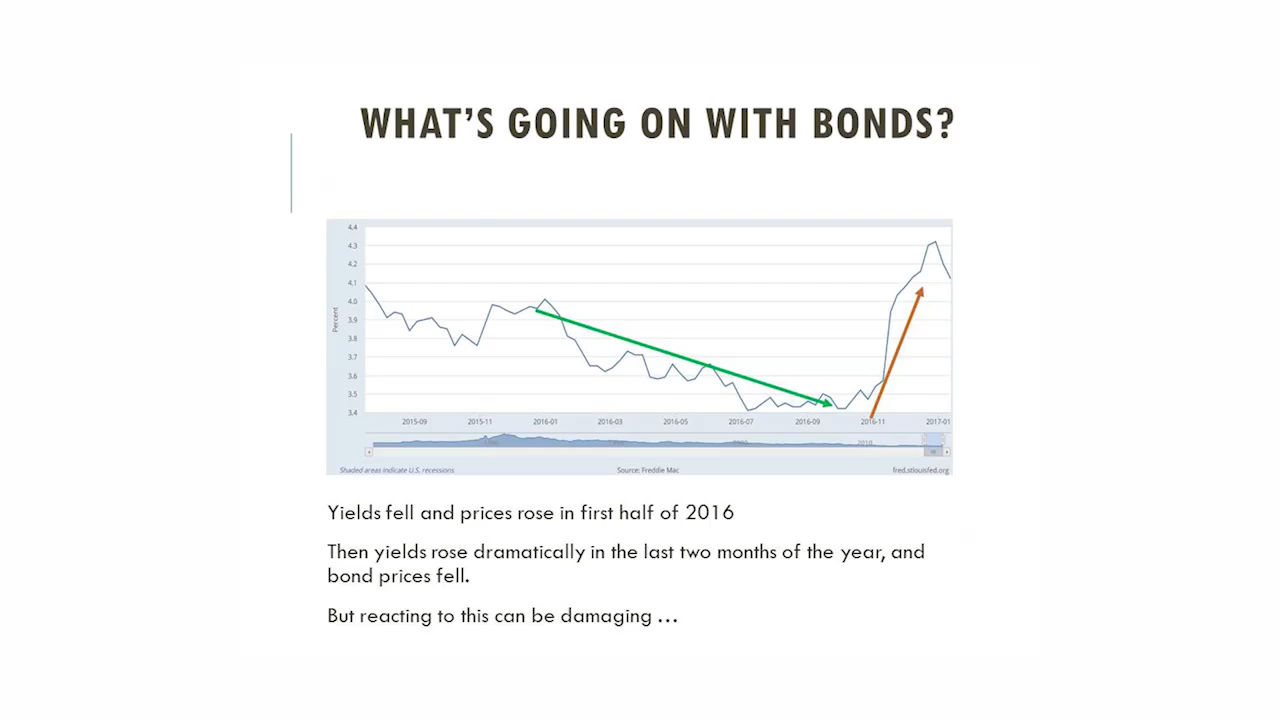 WHAT'S GOING ON WITH BONDS?
4.4
4.3
4.2
4.1
4.0
3.9
3.8
3.7
3.6
3.5
3.4
Percent
2015-09 2015-11 2016-01 2016-03 2016-05 2016-07 2016-09 2016-11 2017-01
2010
Shaded areas indicate U.S. recessions Source: Freddie Mac fred.stlouisfed.org
Yields fell and prices rose in first half of 2016
Then yields rose dramatically in the last two months of the year, and
bond prices fell.
But reacting to this can be damaging …